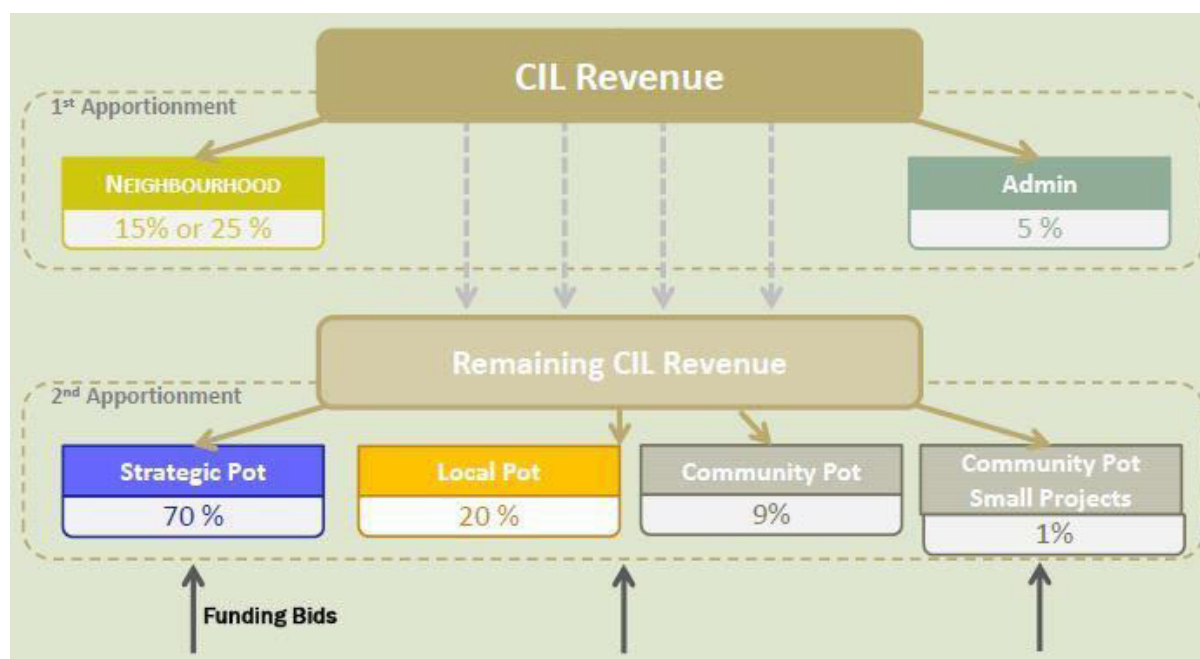 CIL Revenue
1st Apportionment
NEIGHBOURHOOD
15% or 25 %
Admin
5 %
Remaining CIL Revenue
2nd Apportionment
Strategic Pot
70 %
Local Pot
20 %
Community Pot
9%
Community Pot
Small Projects
1%
Funding Bids